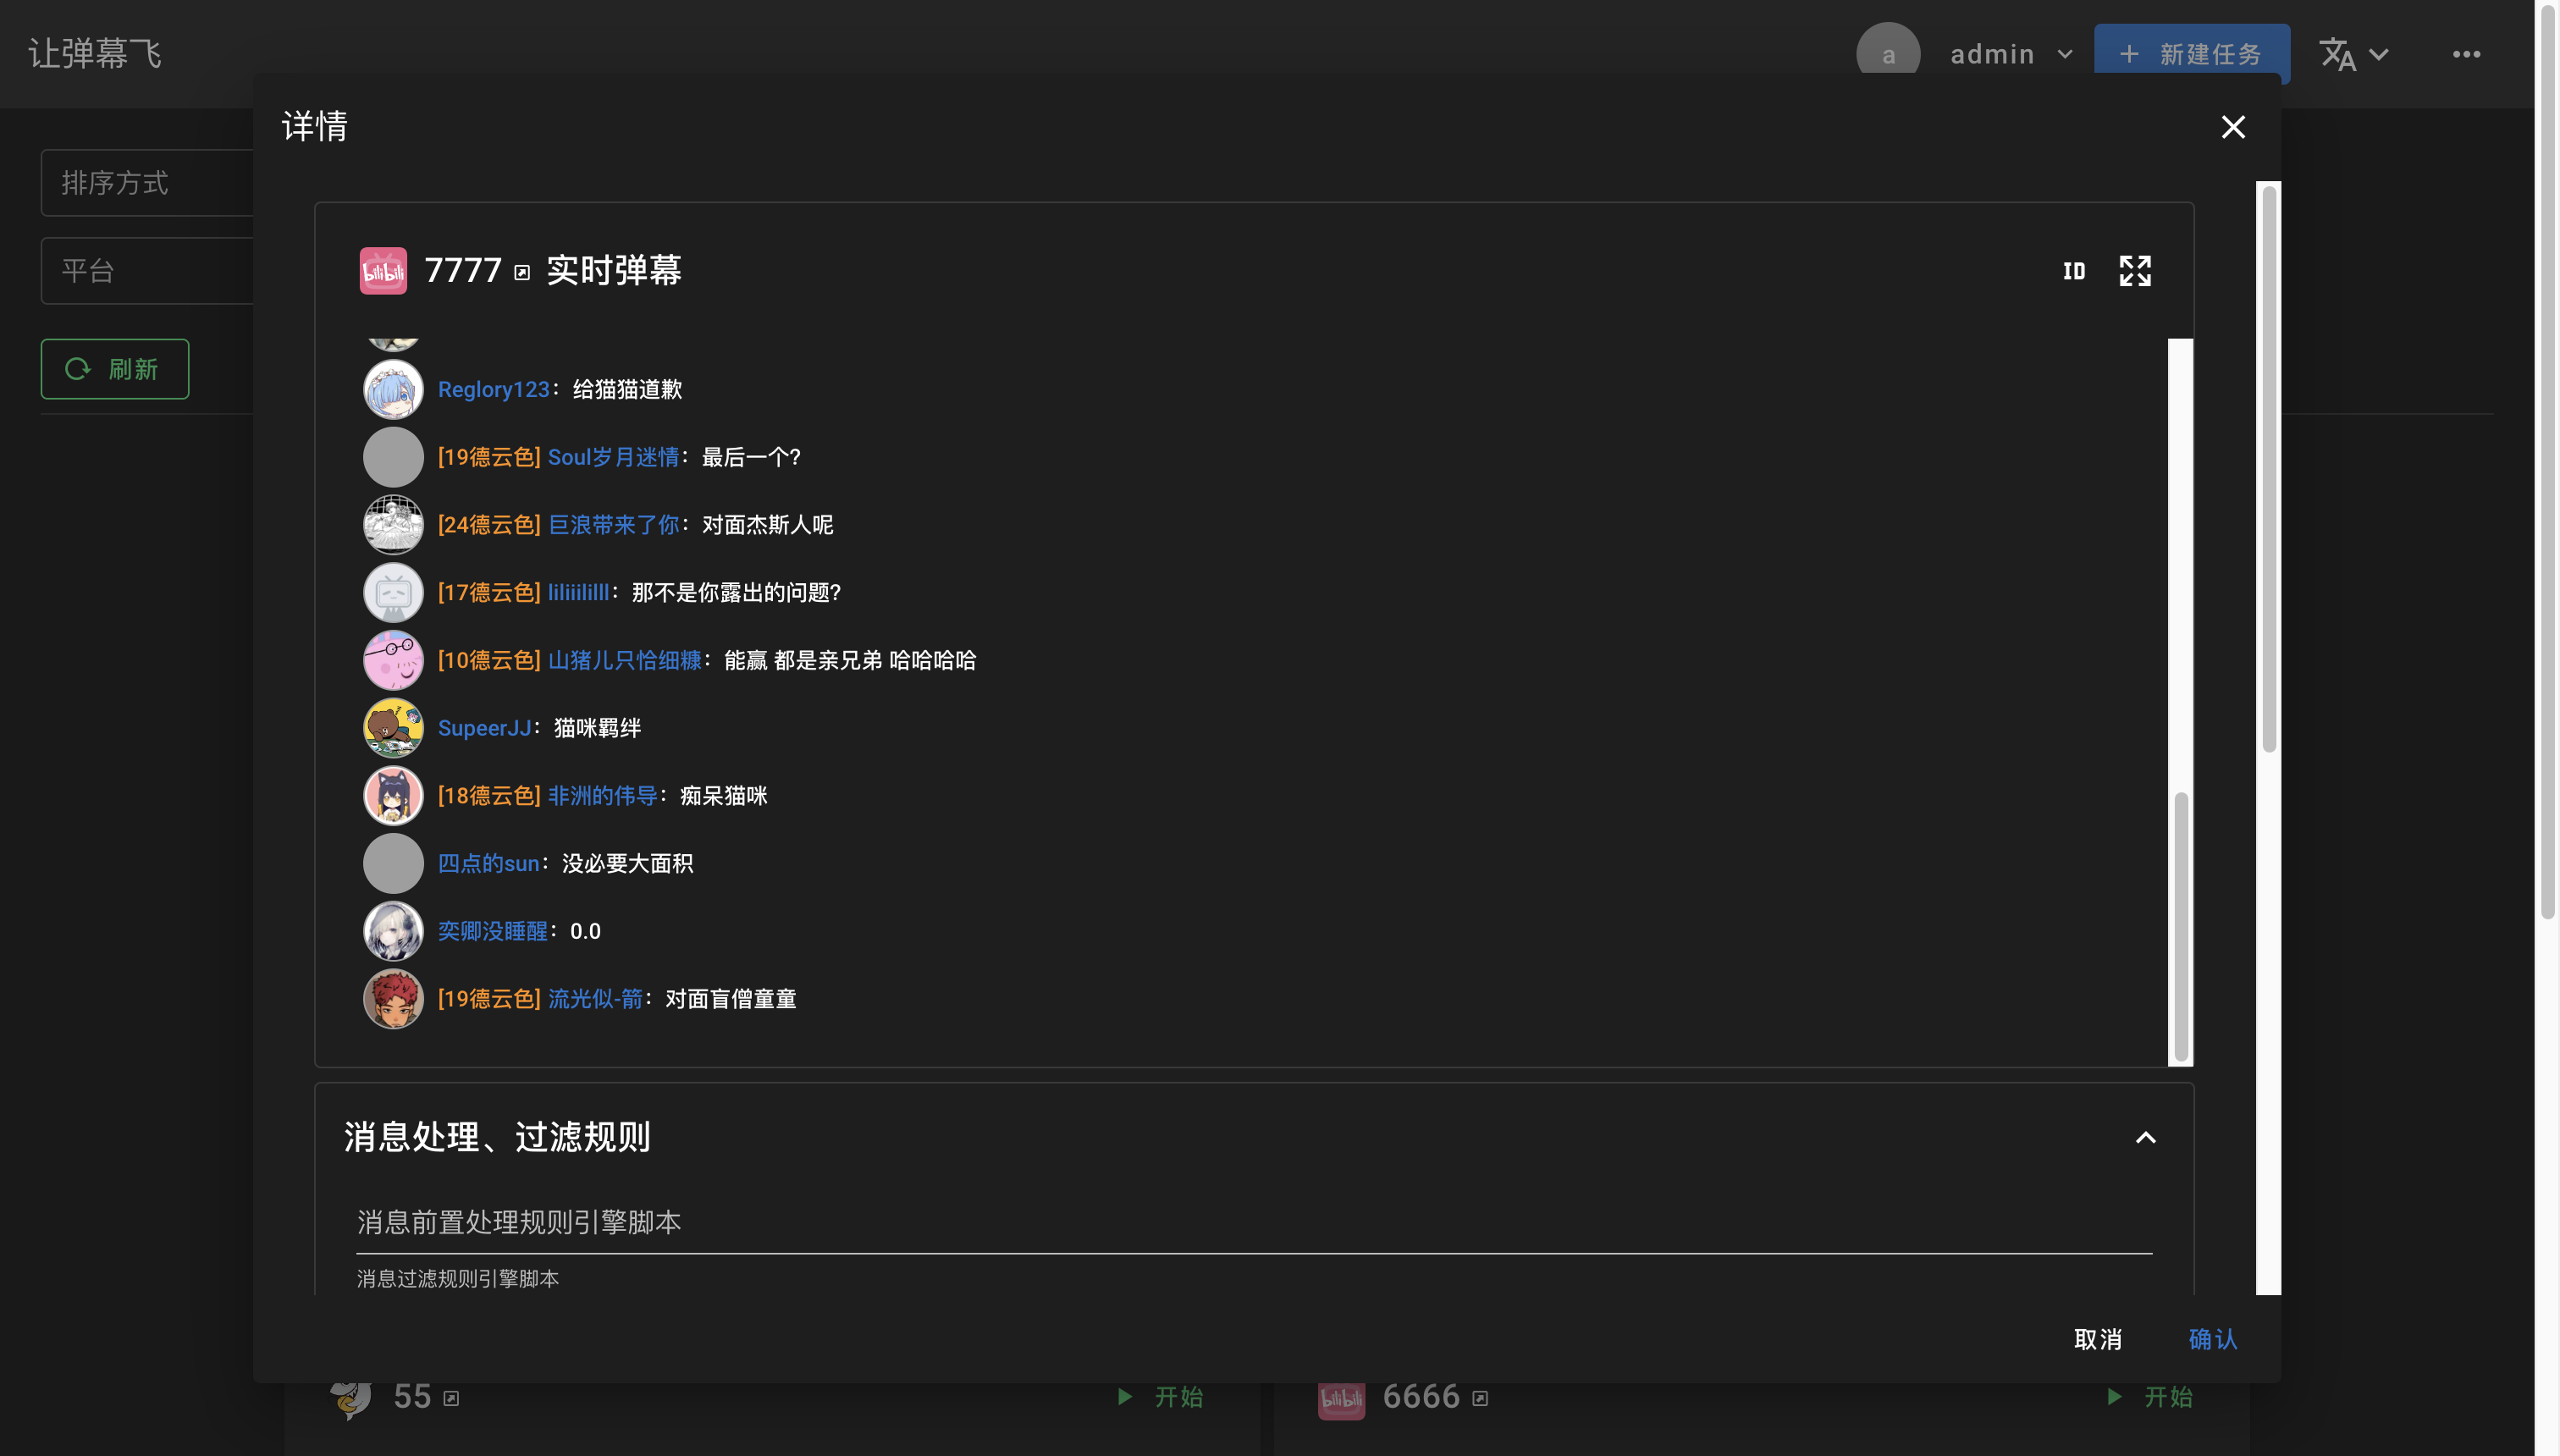 让弹幕飞
a admin 新建任务
详情
排序方式
bilibili 7777 实时弹幕 ID
平台
刷新
Reglory123：给猫猫道歉
[19德云色] Soul岁月迷情：最后一个?
[24德云色] 巨浪带来了你：对面杰斯人呢
[17德云色] liliiilill：那不是你露出的问题?
[10德云色] 山猪儿只恰细糠：能赢 都是亲兄弟 哈哈哈哈
SupeerJJ：猫咪羁绊
[18德云色] 非洲的伟导：痴呆猫咪
四点的sun：没必要大面积
奕卿没睡醒：0.0
[19德云色] 流光似-箭：对面盲僧童童
消息处理、过滤规则
消息前置处理规则引擎脚本
消息过滤规则引擎脚本
取消 确认
55 开始 bilibili 6666 开始